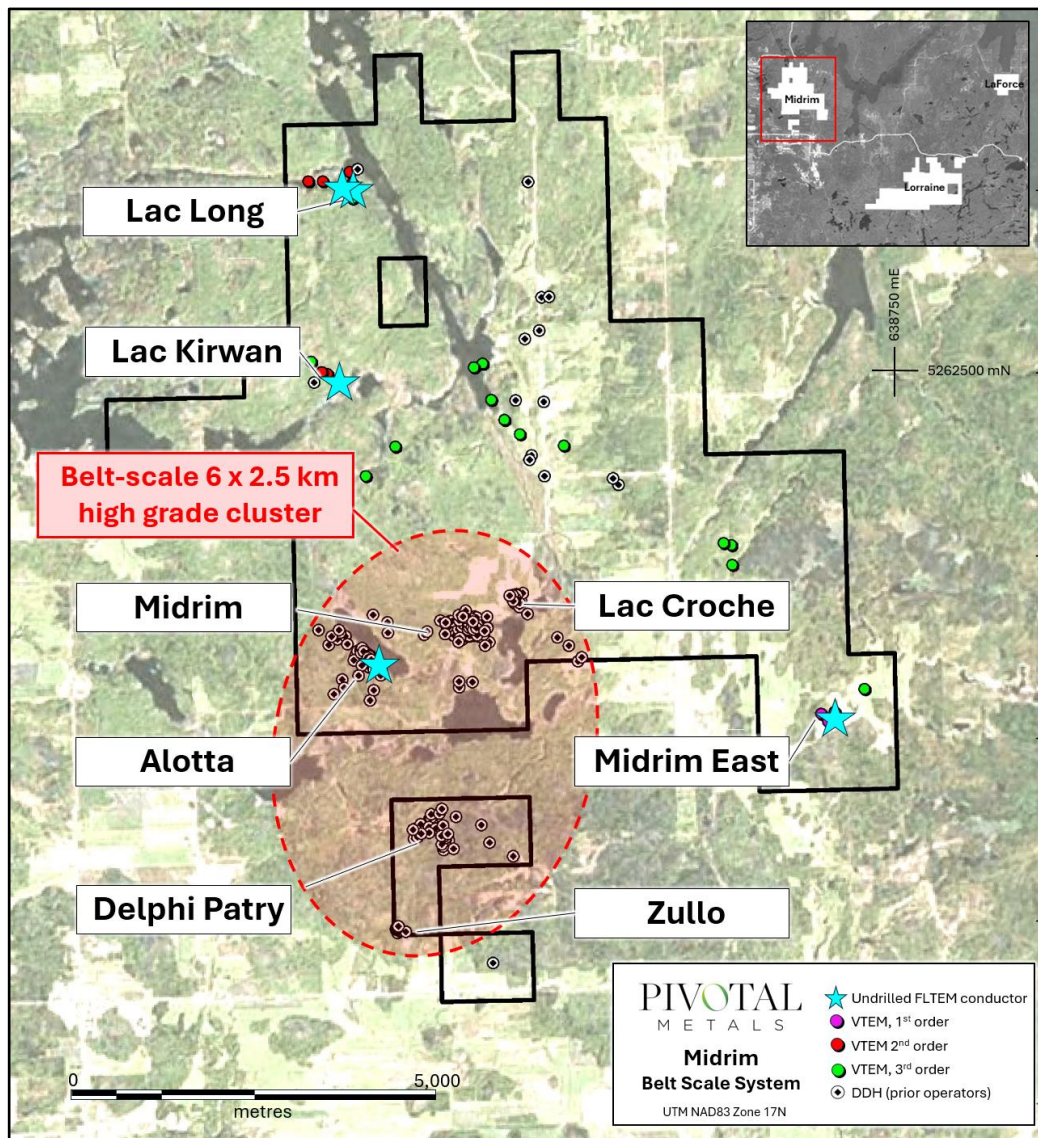 Midrim
LaForce
Lorraine
Lac Long
Lac Kirwan
638750 mE
5262500 mN
Belt-scale 6 x 2.5 km
high grade cluster
Midrim
Lac Croche
Alotta
Midrim East
Delphi Patry
Zullo
0
5,000
metres
PIVOTAL
METALS
Midrim
Belt Scale System
UTM NAD83 Zone 17N
Undrilled FLTEM conductor
VTEM, 1st order
VTEM 2nd order
VTEM, 3rd order
DDH (prior operators)